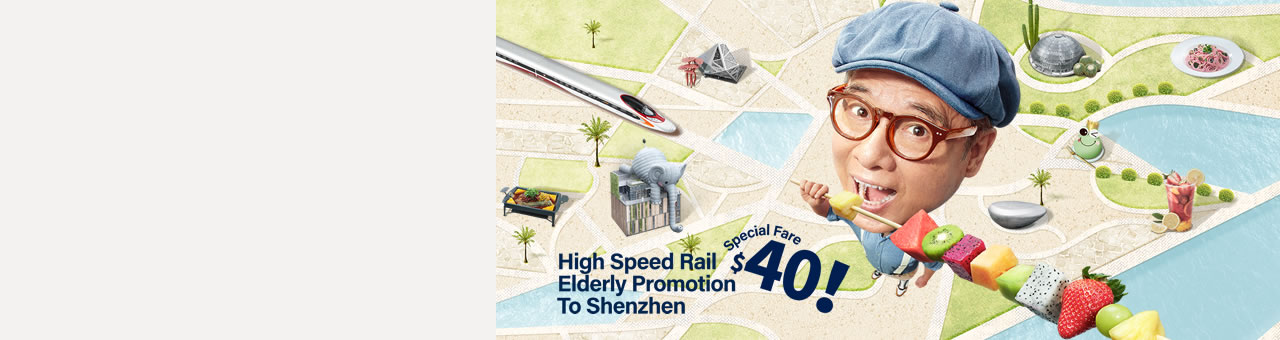 Special Fare
$40!
High Speed Rail
Elderly Promotion
To Shenzhen